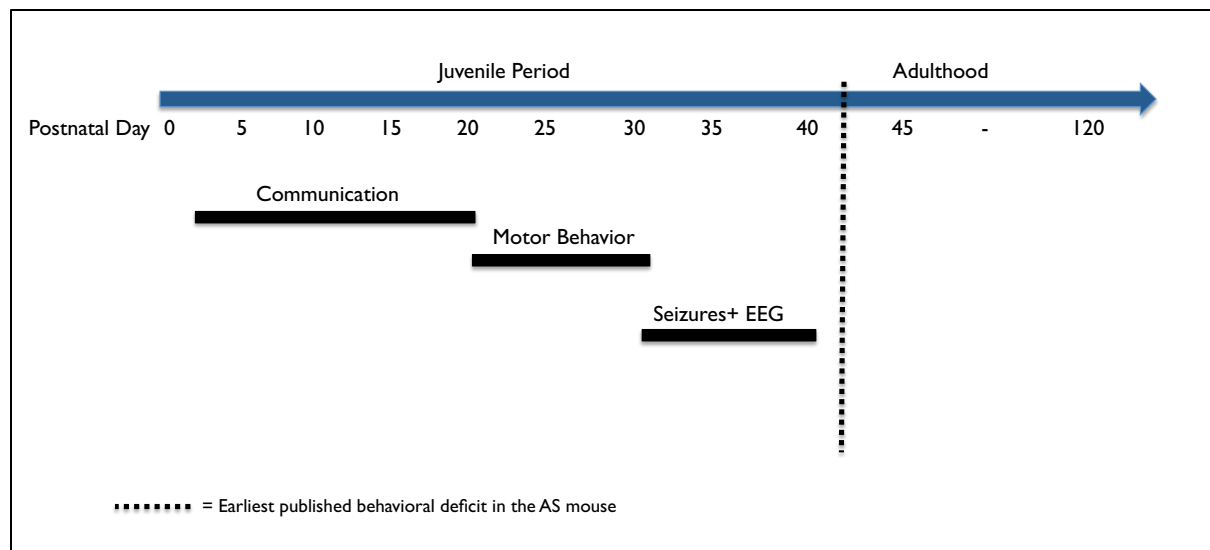 Juvenile Period Adulthood
Postnatal Day 0 5 10 15 20 25 30 35 40 45 - 120
Communication
Motor Behavior
Seizures+ EEG
= Earliest published behavioral deficit in the AS mouse